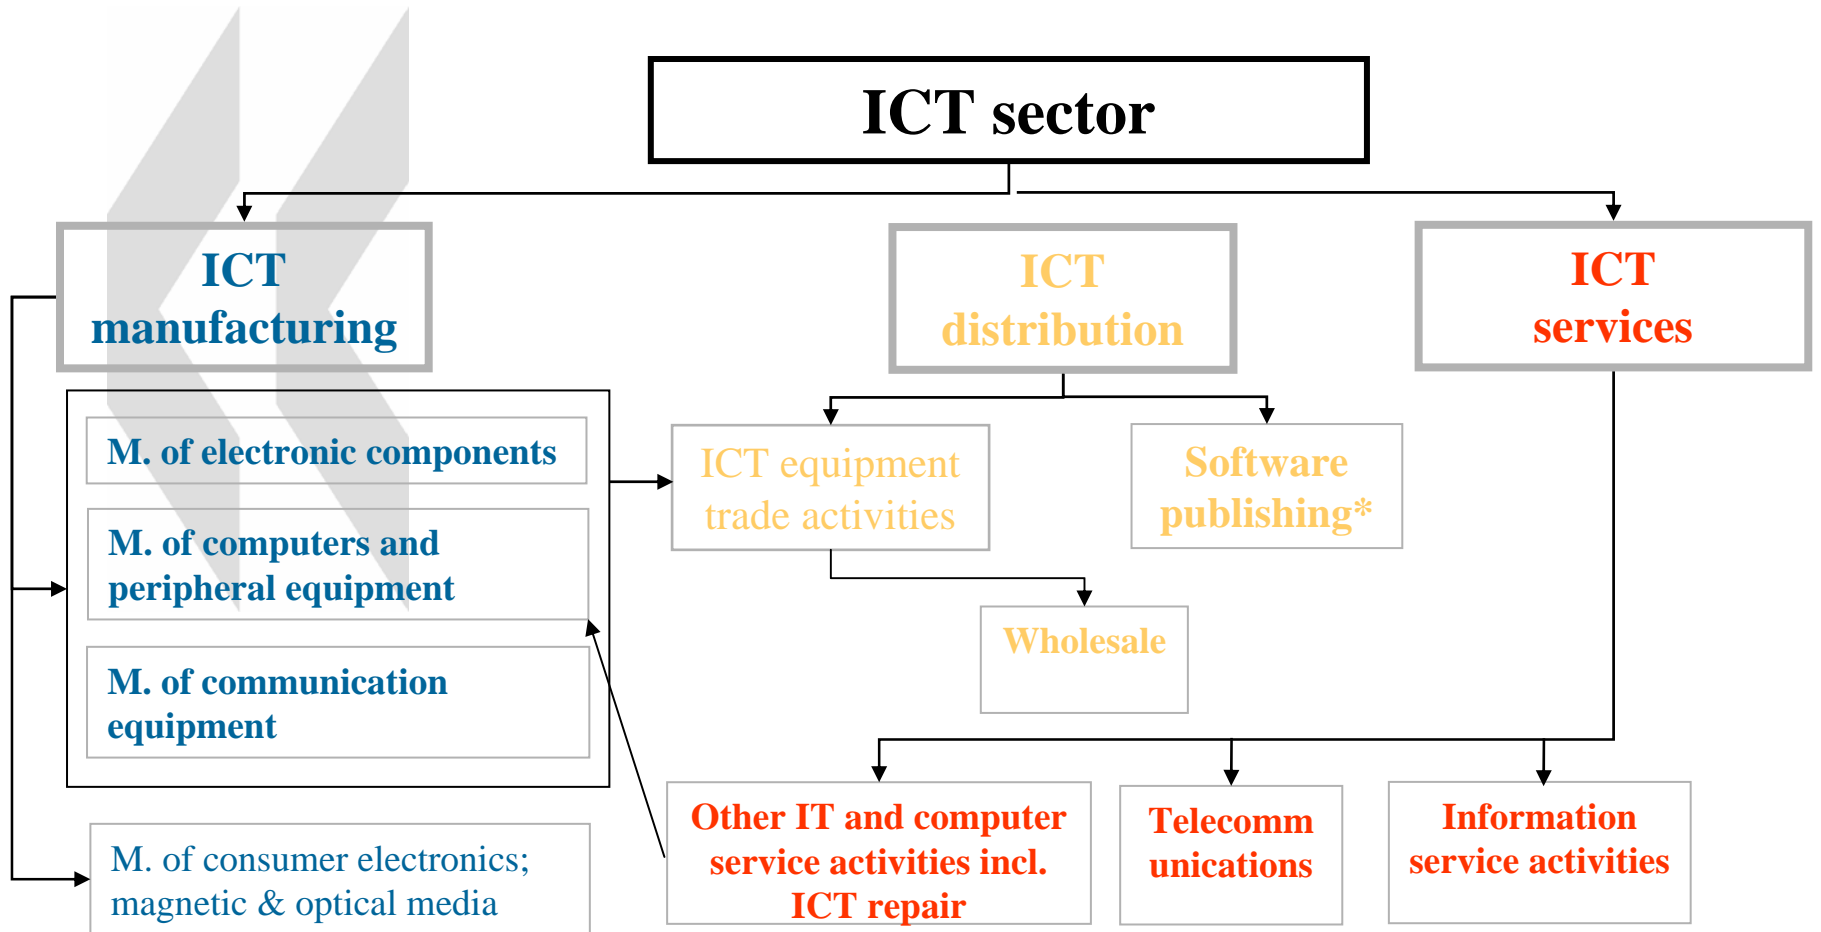 ICT sector
ICT
manufacturing
ICT
distribution
ICT
services
M. of electronic components
M. of computers and
peripheral equipment
M. of communication
equipment
M. of consumer electronics;
magnetic & optical media
ICT equipment
trade activities
Software
publishing*
Wholesale
Other IT and computer
service activities incl.
ICT repair
Telecomm
unications
Information
service activities